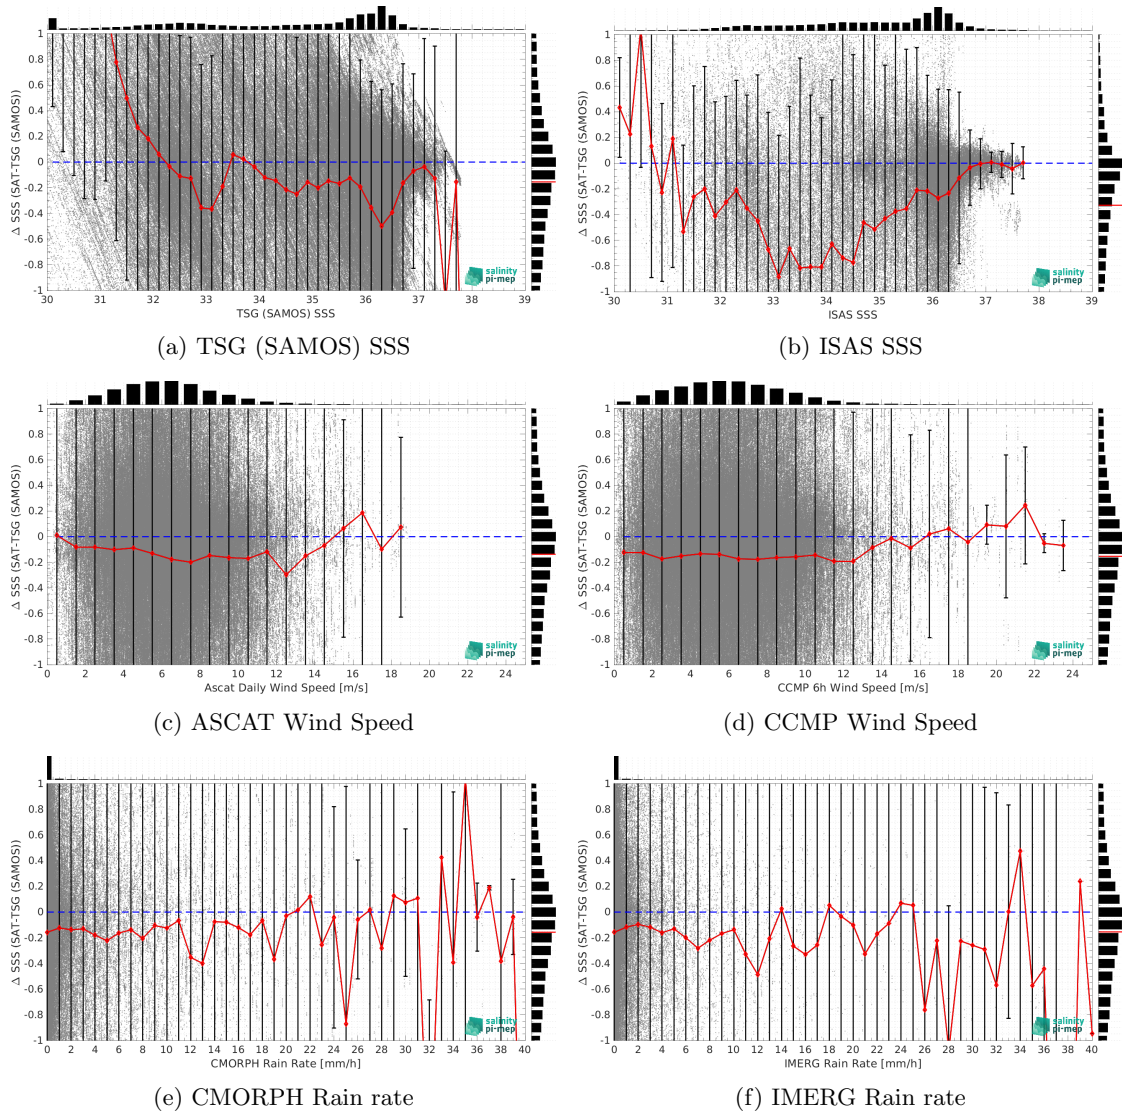 1
0.8
0.6
0.4
0.2
0
-0.2
-0.4
-0.6
-0.8
-1
Δ SSS (SAT-TSG (SAMOS))
salinity
pi-mep
30 31 32 33 34 35 36 37 38 39
TSG (SAMOS) SSS
(a) TSG (SAMOS) SSS
1
0.8
0.6
0.4
0.2
0
-0.2
-0.4
-0.6
-0.8
-1
Δ SSS (SAT-TSG (SAMOS))
salinity
pi-mep
30 31 32 33 34 35 36 37 38 39
ISAS SSS
(b) ISAS SSS
1
0.8
0.6
0.4
0.2
0
-0.2
-0.4
-0.6
-0.8
-1
Δ SSS (SAT-TSG (SAMOS))
salinity
pi-mep
0 2 4 6 8 10 12 14 16 18 20 22 24
Ascat Daily Wind Speed [m/s]
(c) ASCAT Wind Speed
1
0.8
0.6
0.4
0.2
0
-0.2
-0.4
-0.6
-0.8
-1
Δ SSS (SAT-TSG (SAMOS))
salinity
pi-mep
0 2 4 6 8 10 12 14 16 18 20 22 24
CCMP 6h Wind Speed [m/s]
(d) CCMP Wind Speed
1
0.8
0.6
0.4
0.2
0
-0.2
-0.4
-0.6
-0.8
-1
Δ SSS (SAT-TSG (SAMOS))
salinity
pi-mep
0 2 4 6 8 10 12 14 16 18 20 22 24 26 28 30 32 34 36 38 40
CMORPH Rain Rate [mm/h]
(e) CMORPH Rain rate
1
0.8
0.6
0.4
0.2
0
-0.2
-0.4
-0.6
-0.8
-1
Δ SSS (SAT-TSG (SAMOS))
salinity
pi-mep
0 2 4 6 8 10 12 14 16 18 20 22 24 26 28 30 32 34 36 38 40
IMERG Rain Rate [mm/h]
(f) IMERG Rain rate